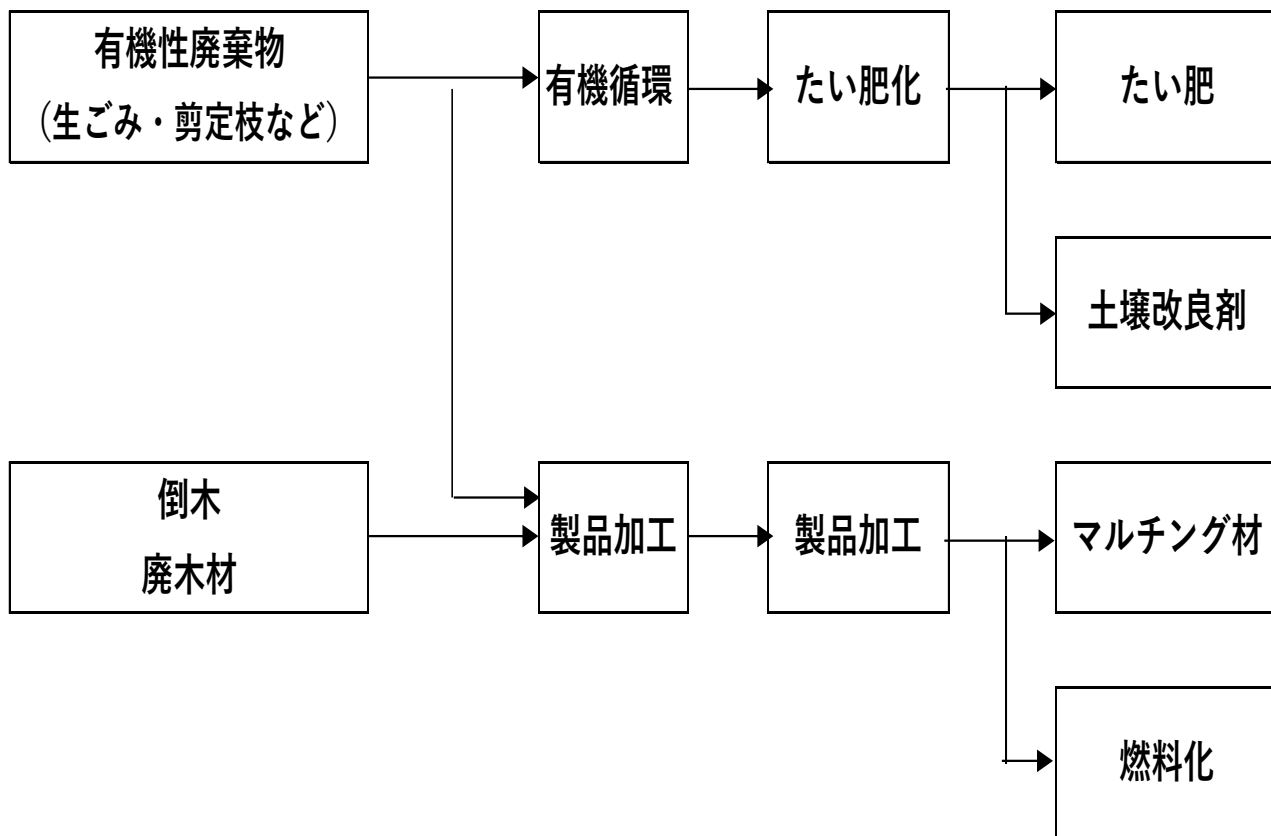 有機性廃棄物
（生ごみ・剪定枝など）
有機循環
たい肥化
たい肥
土壌改良剤
倒木
廃木材
製品加工
製品加工
マルチング材
燃料化